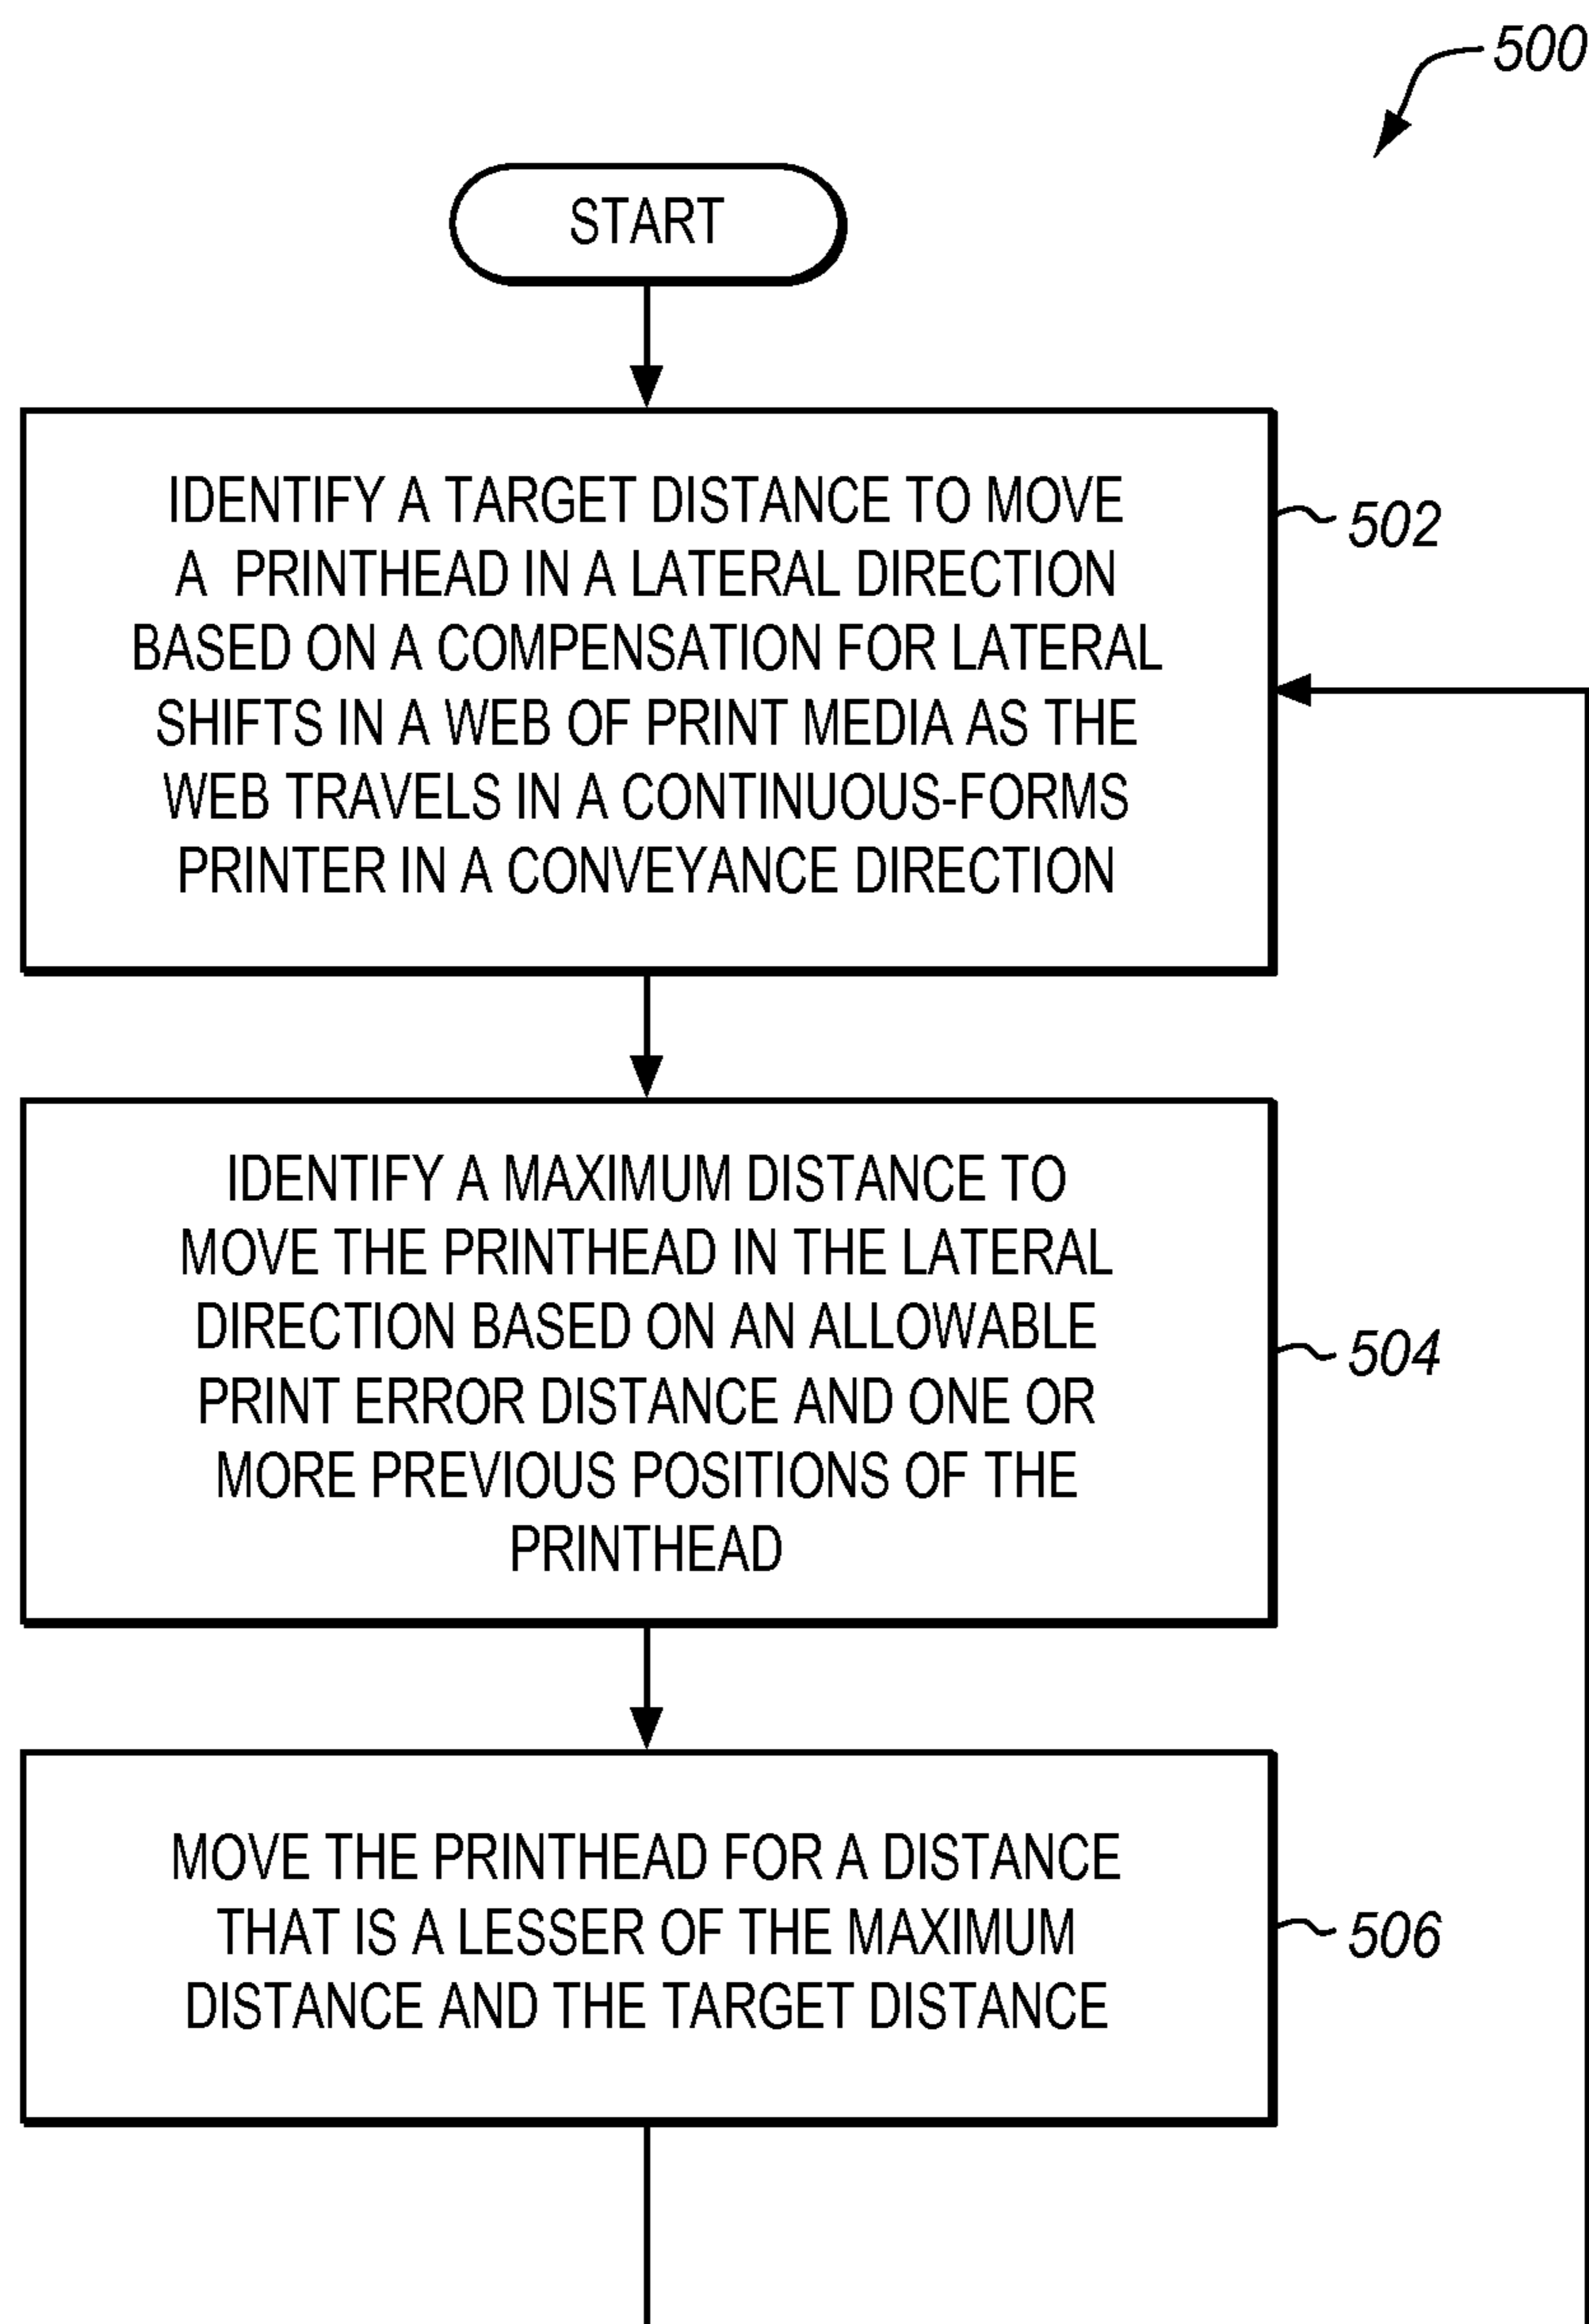 500
START
IDENTIFY A TARGET DISTANCE TO MOVE
A PRINTHEAD IN A LATERAL DIRECTION
BASED ON A COMPENSATION FOR LATERAL
SHIFTS IN A WEB OF PRINT MEDIA AS THE
WEB TRAVELS IN A CONTINUOUS-FORMS
PRINTER IN A CONVEYANCE DIRECTION
502
IDENTIFY A MAXIMUM DISTANCE TO
MOVE THE PRINTHEAD IN THE LATERAL
DIRECTION BASED ON AN ALLOWABLE
PRINT ERROR DISTANCE AND ONE OR
MORE PREVIOUS POSITIONS OF THE
PRINTHEAD
504
MOVE THE PRINTHEAD FOR A DISTANCE
THAT IS A LESSER OF THE MAXIMUM
DISTANCE AND THE TARGET DISTANCE
506